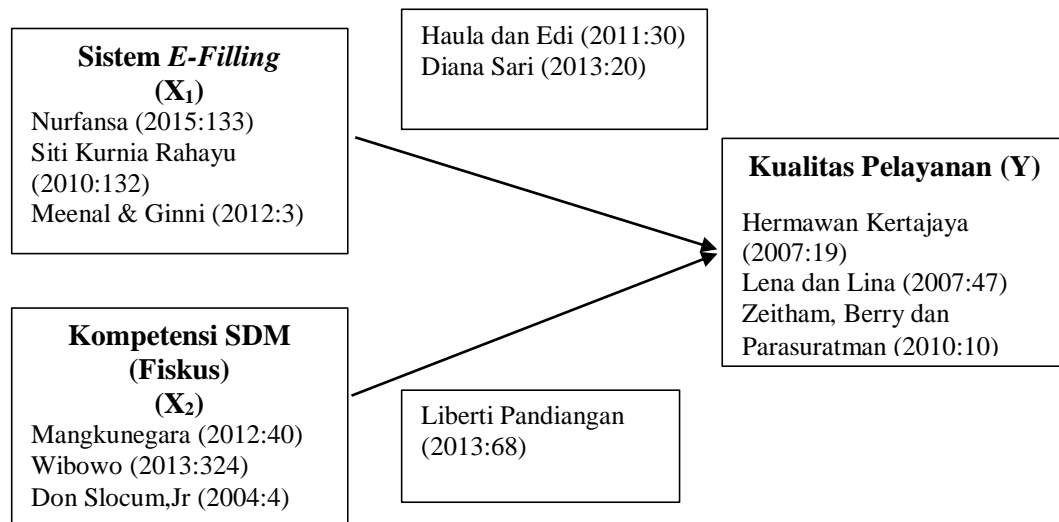 Sistem E-Filling
(X₁)
Nurfansa (2015:133)
Siti Kurnia Rahayu
(2010:132)
Meenal & Ginni (2012:3)
Haula dan Edi (2011:30)
Diana Sari (2013:20)
Kualitas Pelayanan (Y)
Hermawan Kertajaya
(2007:19)
Lena dan Lina (2007:47)
Zeitham, Berry dan
Parasuratman (2010:10)
Kompetensi SDM
(Fiskus)
(X₂)
Mangkunegara (2012:40)
Wibowo (2013:324)
Don Slocum,Jr (2004:4)
Liberti Pandiangan
(2013:68)